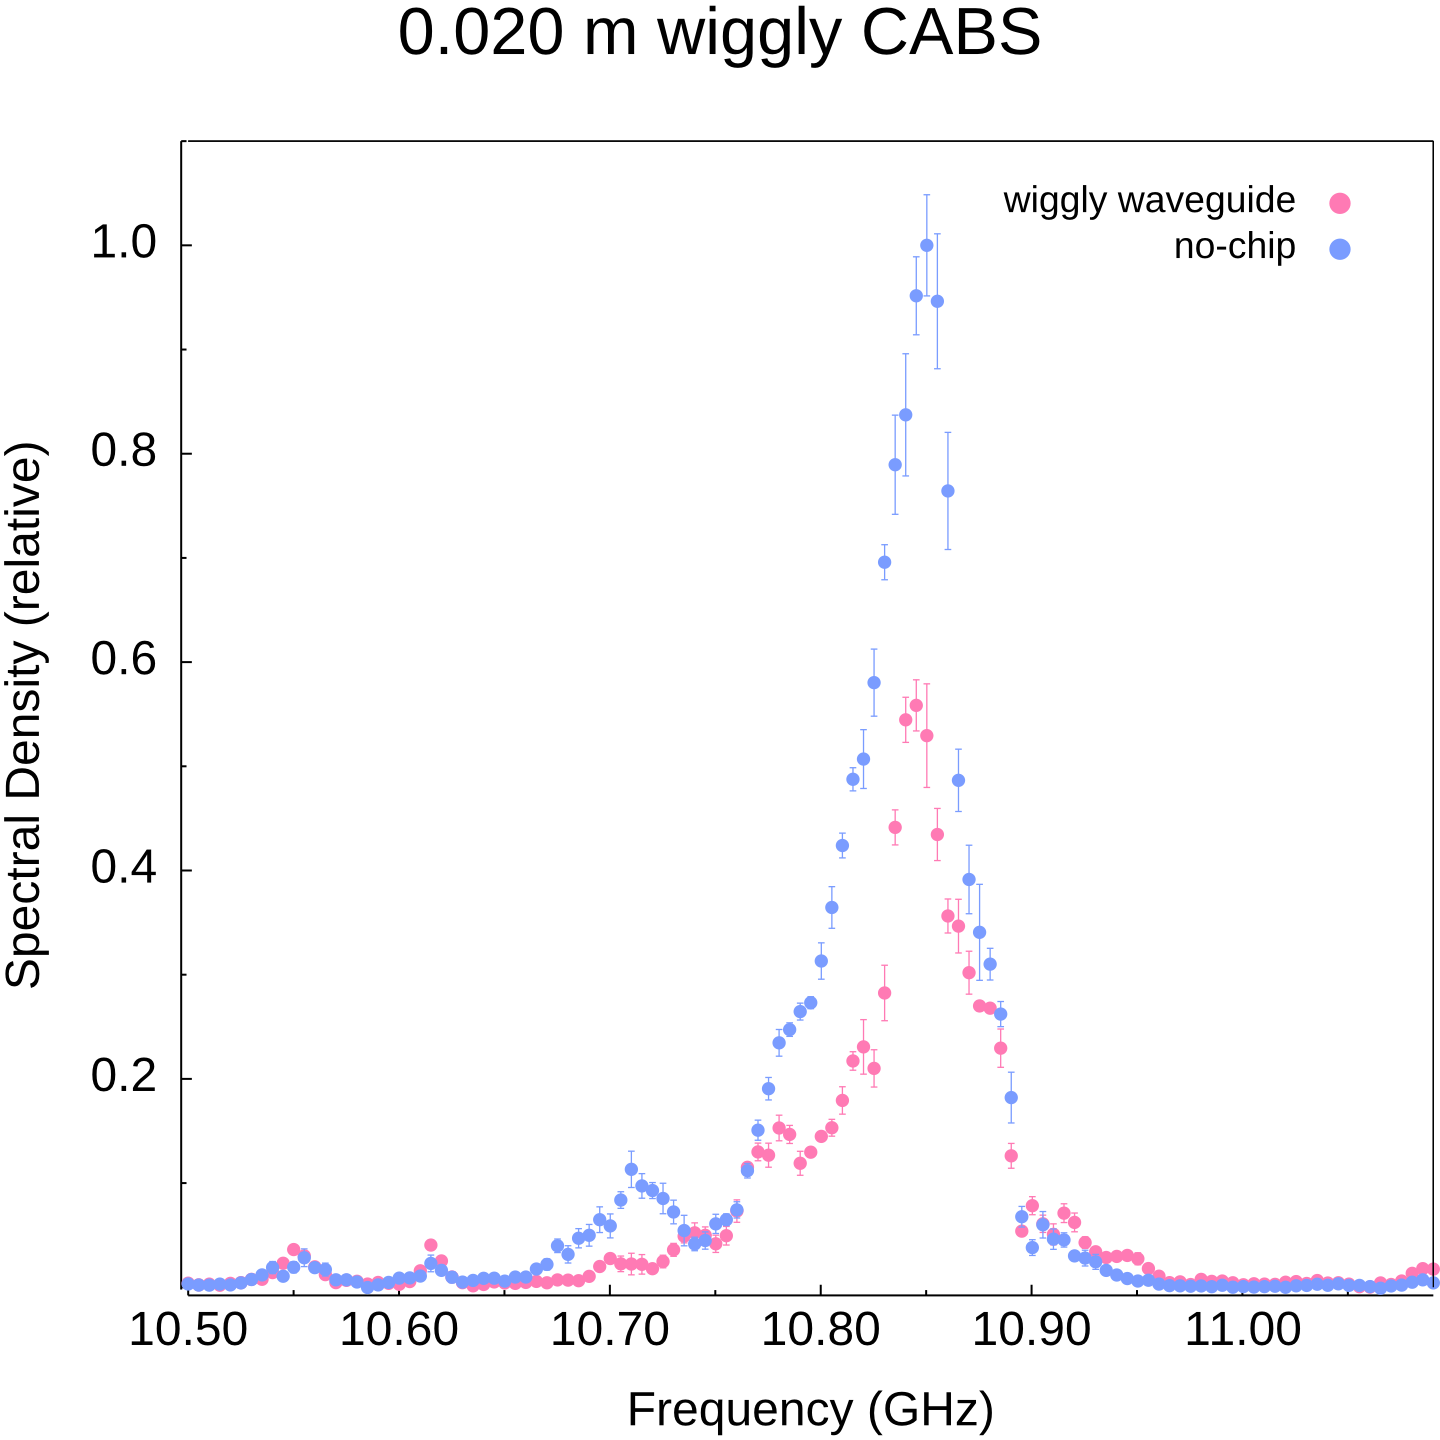 0.020 m wiggly CABS
wiggly waveguide
no-chip
1.0
0.8
0.6
0.4
0.2
Spectral Density (relative)
10.50 10.60 10.70 10.80 10.90 11.00
Frequency (GHz)